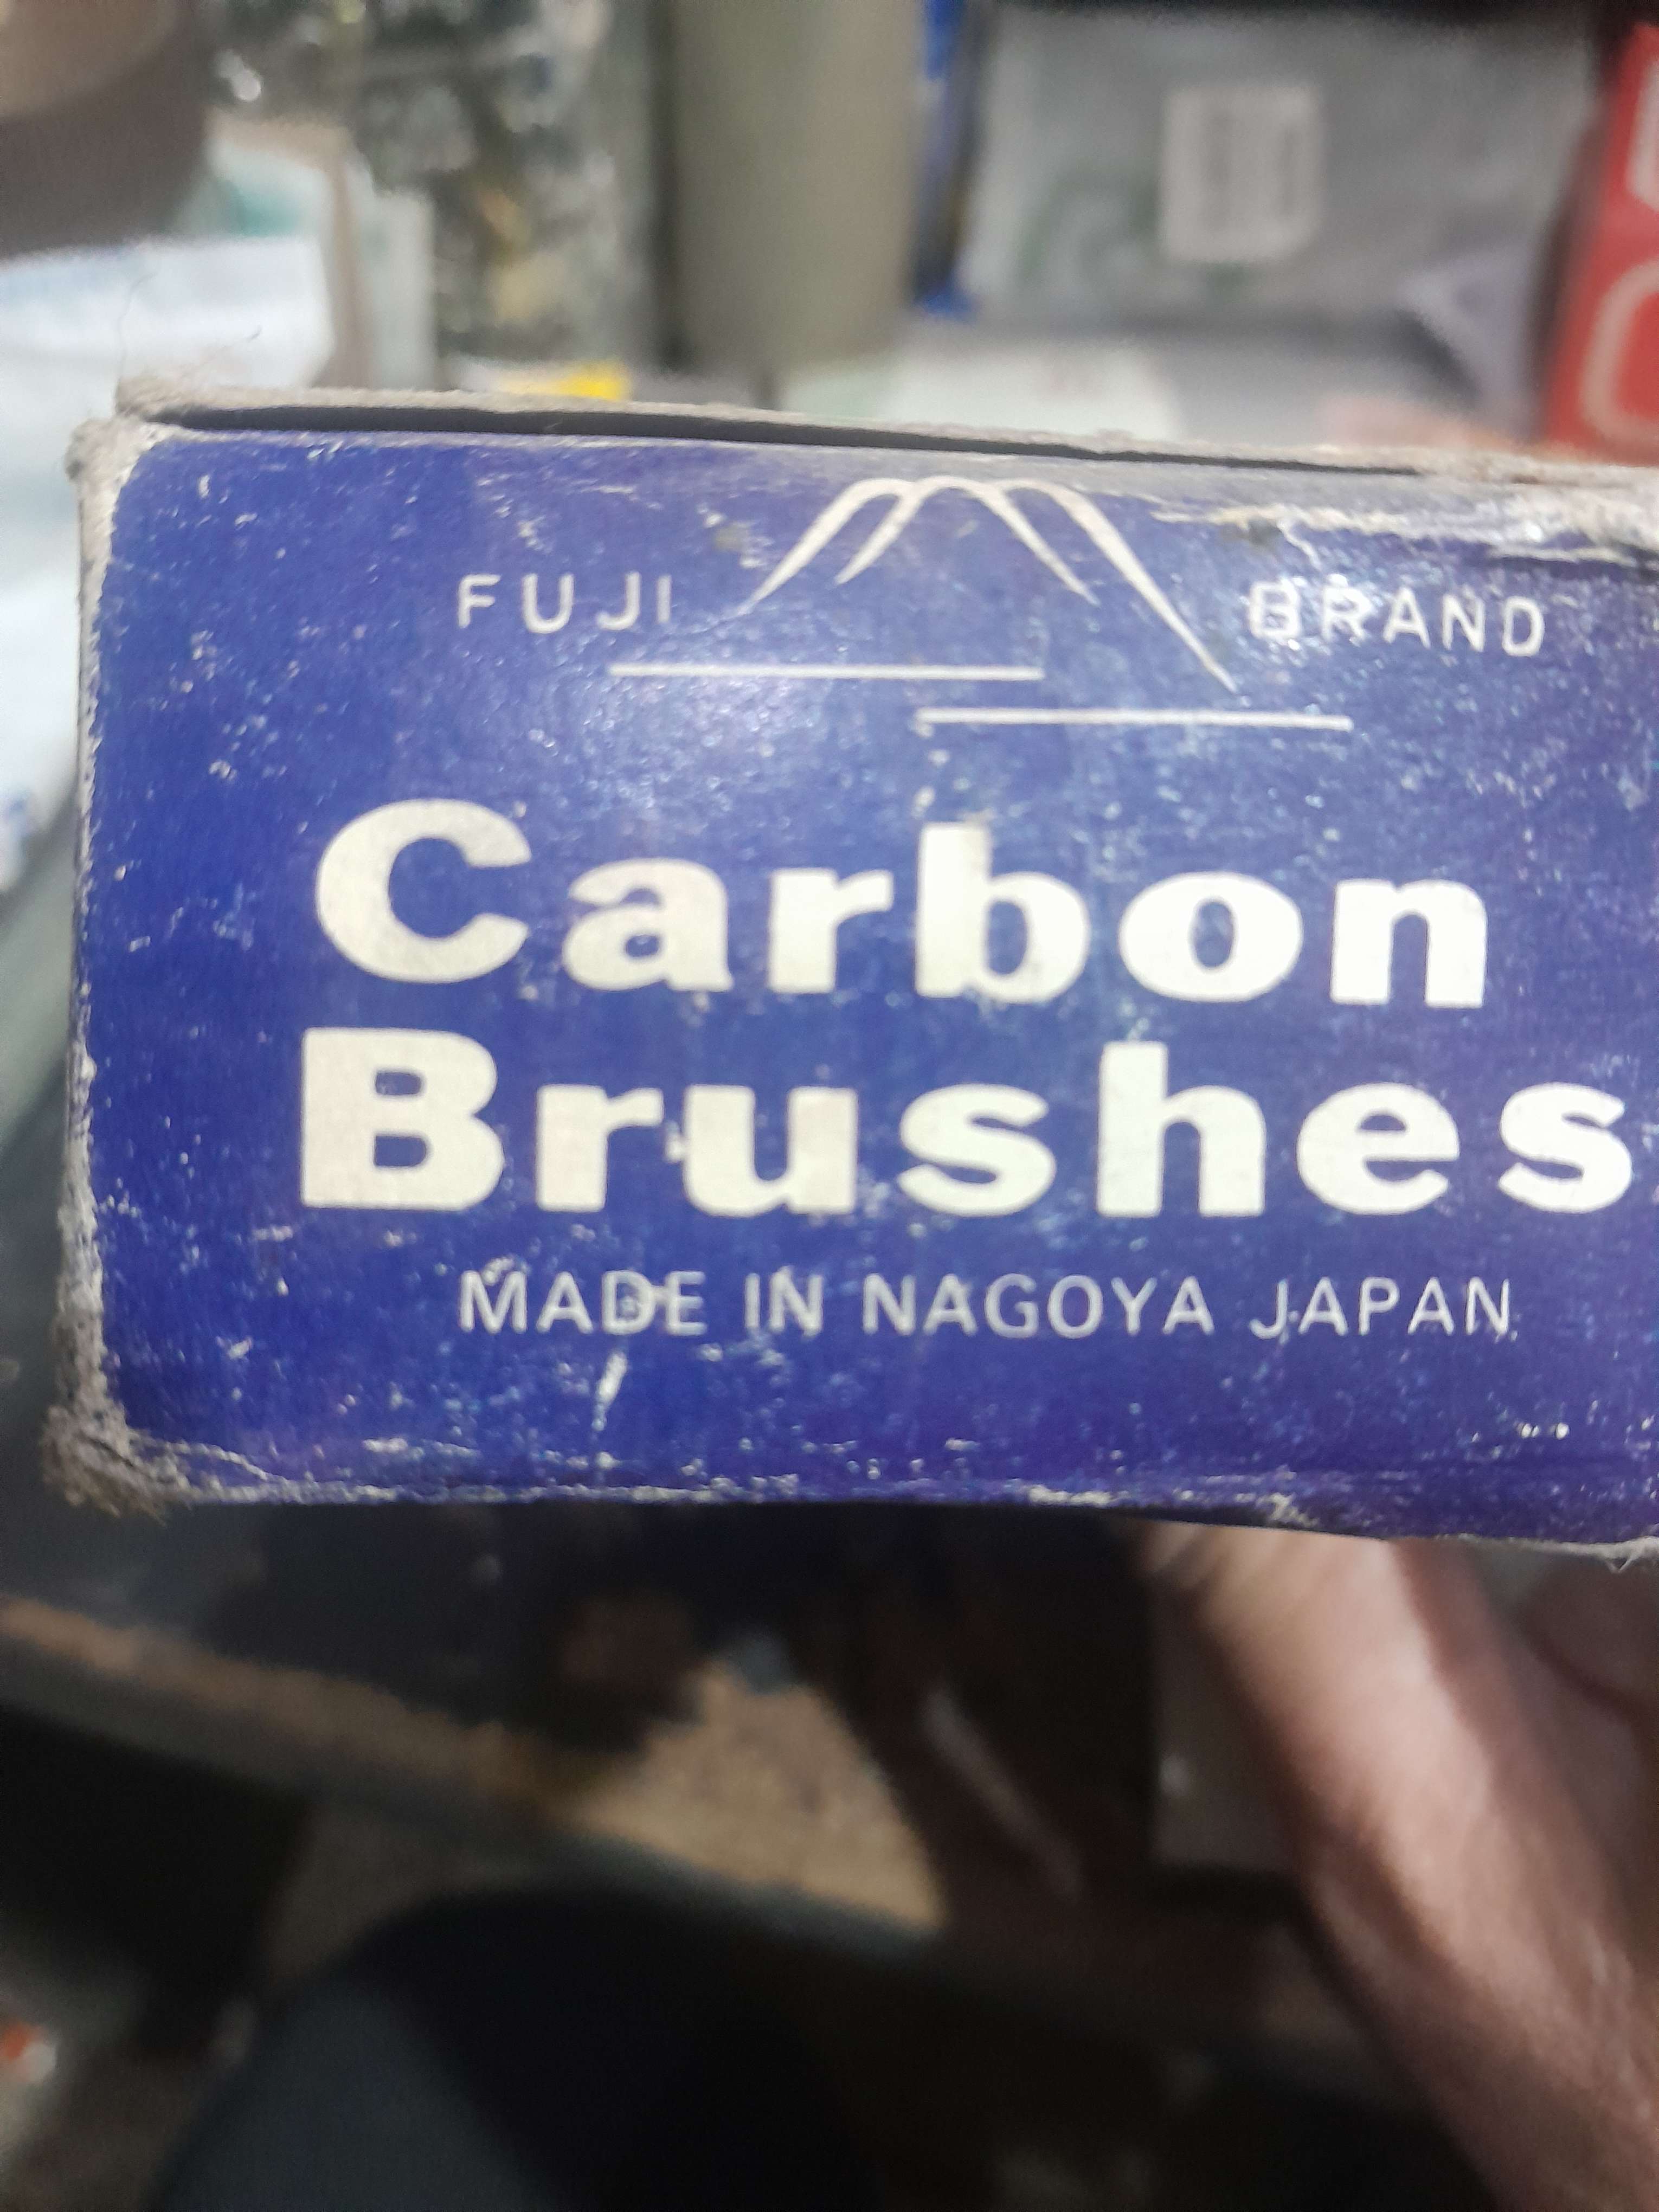 FUJI BRAND
Carbon
Brushes
MADE IN NAGOYA JAPAN